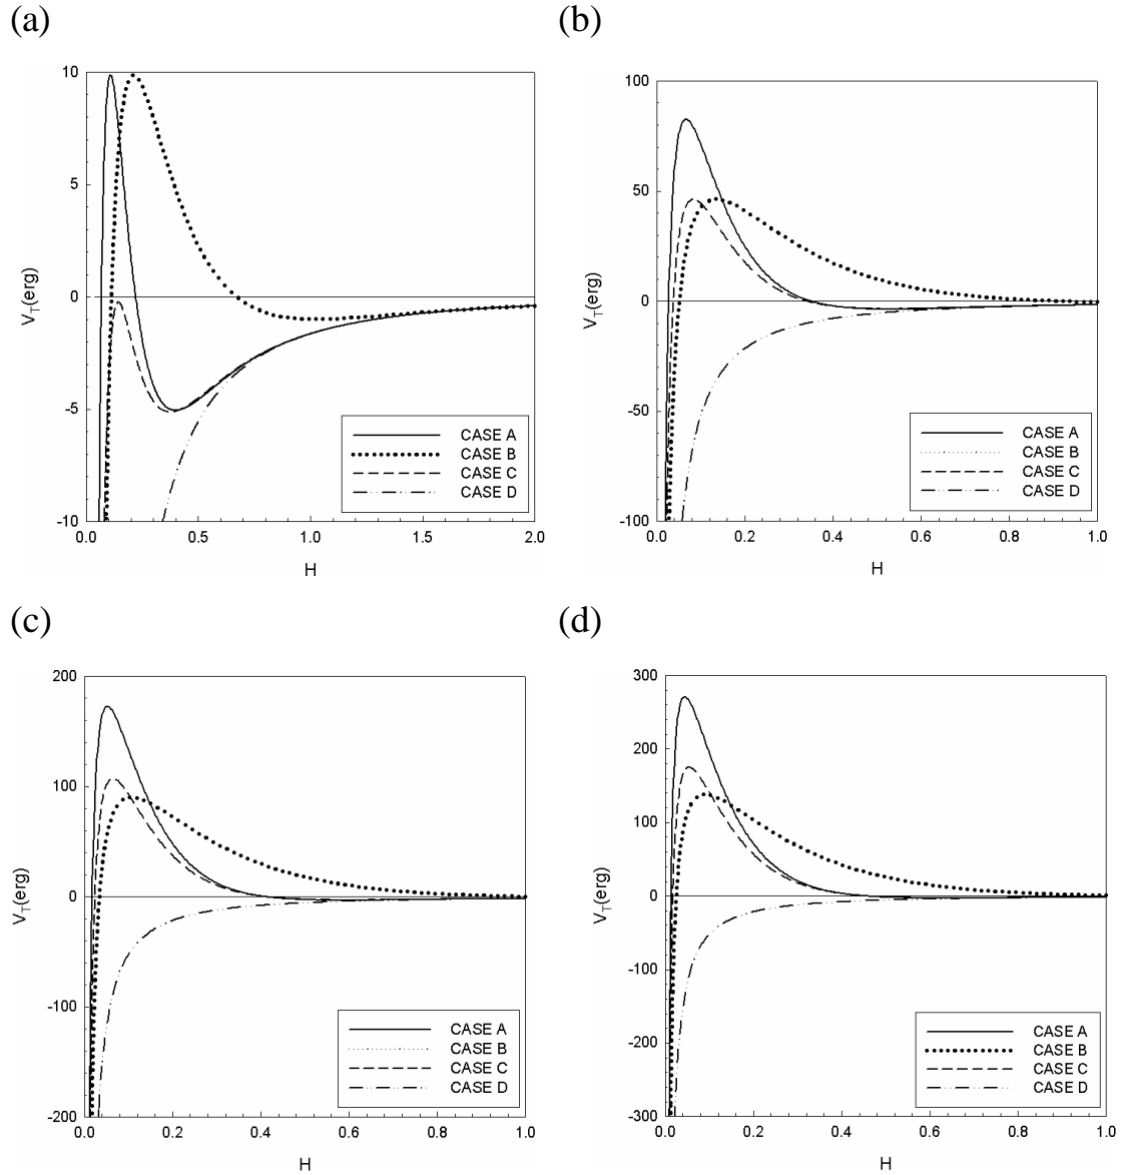 (a)
(b)
10
5
0
-5
-10
V_T(erg)
CASE A
CASE B
CASE C
CASE D
0.0 0.5 1.0 1.5 2.0
H
100
50
0
-50
-100
V_T(erg)
CASE A
CASE B
CASE C
CASE D
0.0 0.2 0.4 0.6 0.8 1.0
H
(c)
(d)
200
100
0
-100
-200
V_T(erg)
CASE A
CASE B
CASE C
CASE D
0.0 0.2 0.4 0.6 0.8 1.0
H
300
200
100
0
-100
-200
-300
V_T(erg)
CASE A
CASE B
CASE C
CASE D
0.0 0.2 0.4 0.6 0.8 1.0
H